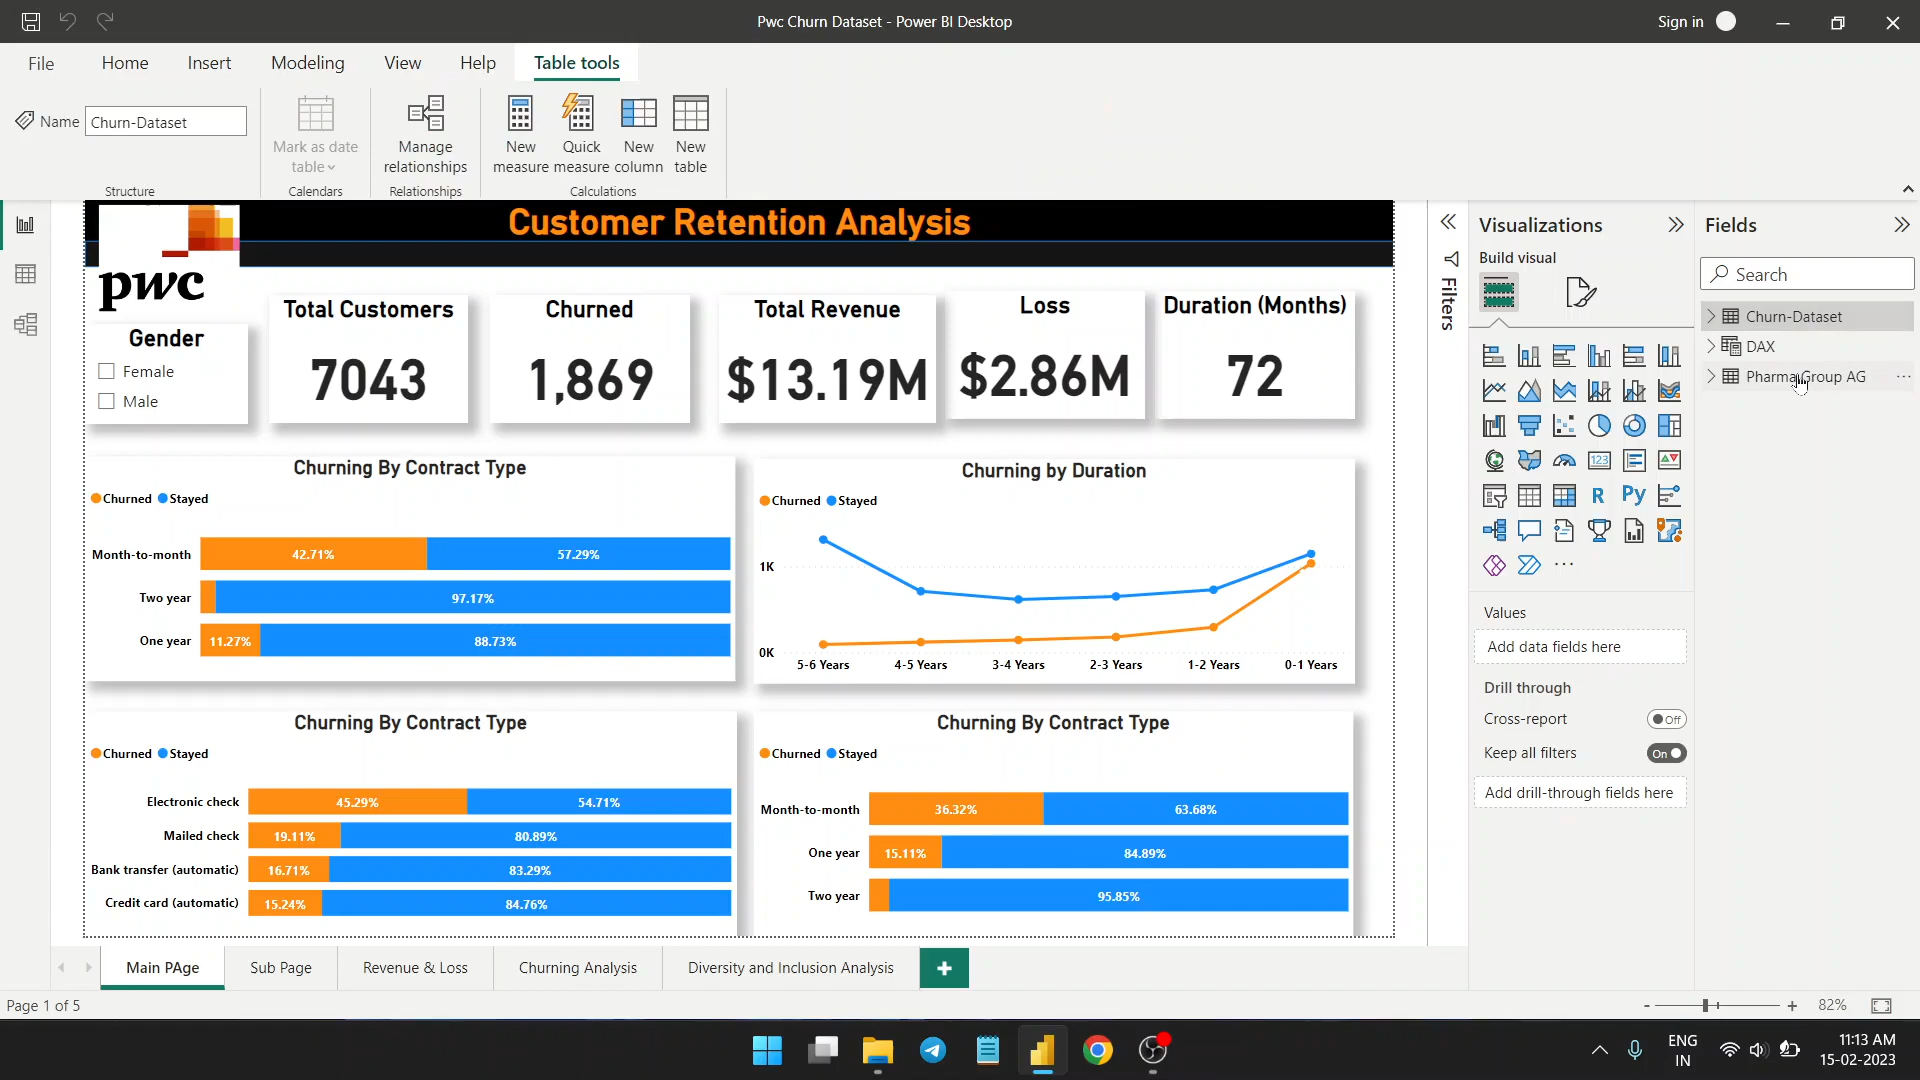 Pwc Churn Dataset - Power BI Desktop
Sign in
File
Home
Insert
Modeling
View
Help
Table tools
Name
Churn-Dataset
Mark as date
table
Manage
relationships
New
measure
Quick
measure
New
column
New
table
Structure
Calendars
Relationships
Calculations
Customer Retention Analysis
pwc
Gender
Female
Male
Total Customers
7043
Churned
1,869
Total Revenue
$13.19M
Loss
$2.86M
Duration (Months)
72
Churning By Contract Type
Churned Stayed
Month-to-month 42.71% 57.29%
Two year 97.17%
One year 11.27% 88.73%
Churning by Duration
Churned Stayed
1K
0K
5-6 Years 4-5 Years 3-4 Years 2-3 Years 1-2 Years 0-1 Years
Churning By Contract Type
Churned Stayed
Electronic check 45.29% 54.71%
Mailed check 19.11% 80.89%
Bank transfer (automatic) 16.71% 83.29%
Credit card (automatic) 15.24% 84.76%
Churning By Contract Type
Churned Stayed
Month-to-month 36.32% 63.68%
One year 15.11% 84.89%
Two year 95.85%
Filters
Visualizations
Build visual
123
R
Py
Values
Add data fields here
Drill through
Cross-report
Off
Keep all filters
On
Add drill-through fields here
Fields
Search
Churn-Dataset
DAX
PharmaGroup AG
Main PAge
Sub Page
Revenue & Loss
Churning Analysis
Diversity and Inclusion Analysis
Page 1 of 5
82%
ENG
IN
11:13 AM
15-02-2023